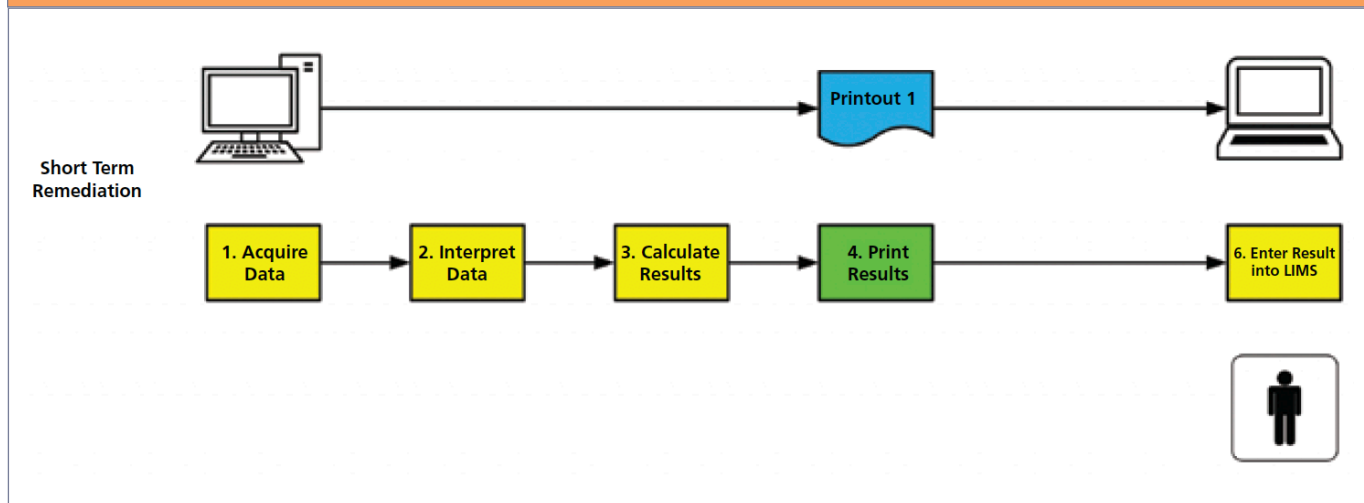 Printout 1
Short Term
Remediation
1. Acquire
Data
2. Interpret
Data
3. Calculate
Results
4. Print
Results
6. Enter Result
into LIMS